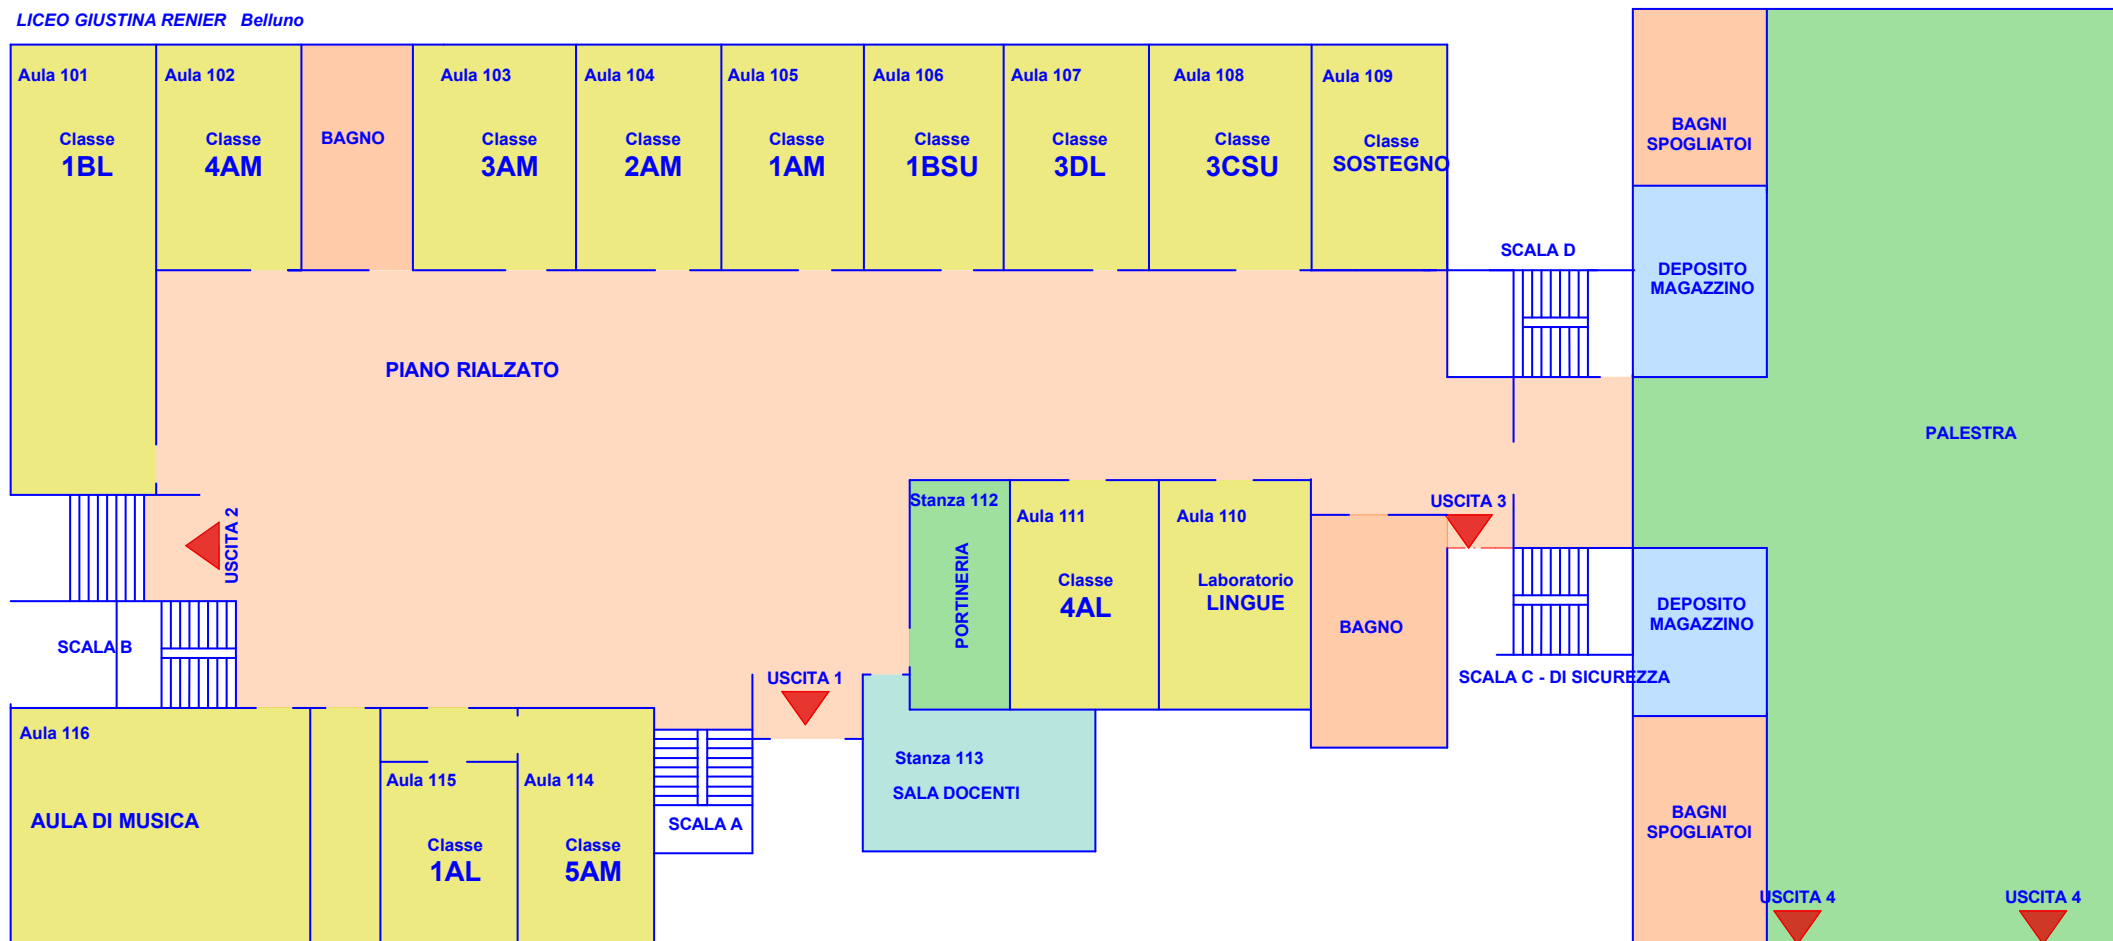 LICEO GIUSTINA RENIER Belluno
Aula 101
Classe
1BL
Aula 102
Classe
4AM
BAGNO
Aula 103
Classe
3AM
Aula 104
Classe
2AM
Aula 105
Classe
1AM
Aula 106
Classe
1BSU
Aula 107
Classe
3DL
Aula 108
Classe
3CSU
Aula 109
Classe
SOSTEGNO
BAGNI
SPOGLIATOI
SCALA D
DEPOSITO
MAGAZZINO
PIANO RIALZATO
PALESTRA
USCITA 2
Stanza 112
PORTINERIA
Aula 111
Classe
4AL
Aula 110
Laboratorio
LINGUE
USCITA 3
BAGNO
DEPOSITO
MAGAZZINO
SCALA B
USCITA 1
SCALA C - DI SICUREZZA
Aula 116
AULA DI MUSICA
Aula 115
Classe
1AL
Aula 114
Classe
5AM
SCALA A
Stanza 113
SALA DOCENTI
BAGNI
SPOGLIATOI
USCITA 4
USCITA 4